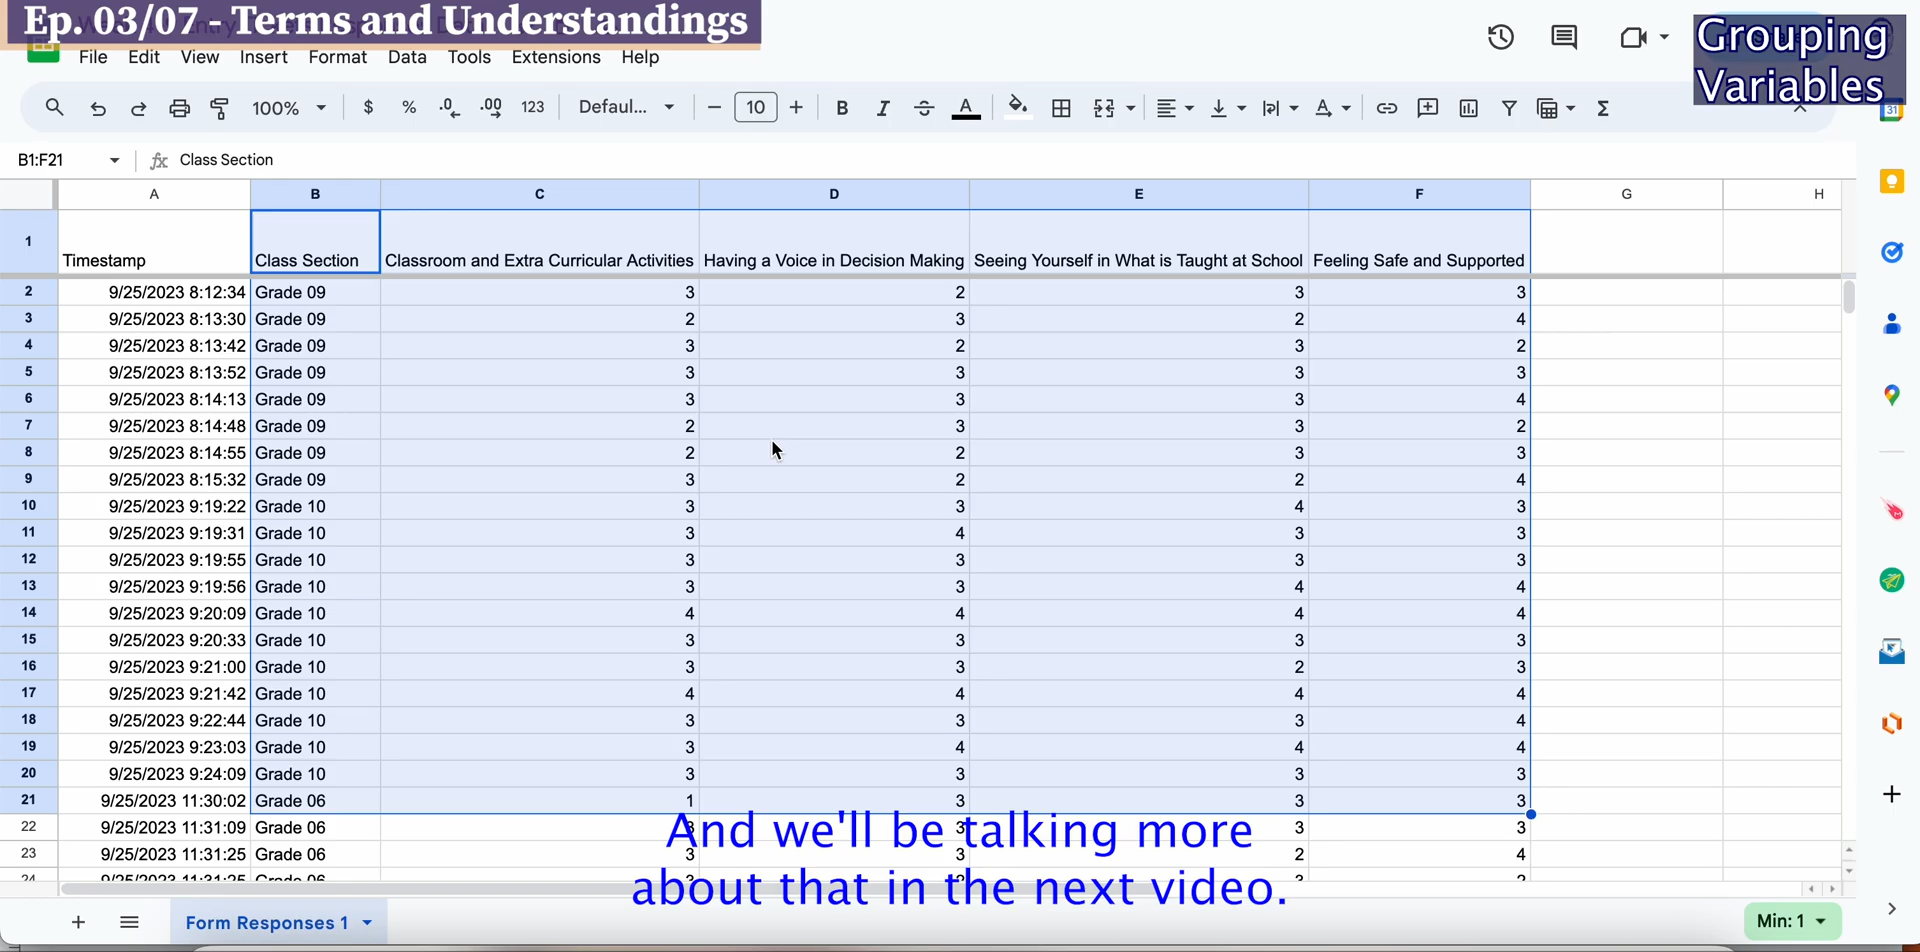 Ep. 03/07 - Terms and Understandings
Grouping
Variables
File Edit View Insert Format Data Tools Extensions Help
100% $ % .0 .00 123 Defaul... 10 B I A Σ
31
B1:F21 fx Class Section
A B C D E F G H
1 Timestamp Class Section Classroom and Extra Curricular Activities Having a Voice in Decision Making Seeing Yourself in What is Taught at School Feeling Safe and Supported
2 9/25/2023 8:12:34 Grade 09 3 2 3 3
3 9/25/2023 8:13:30 Grade 09 2 3 2 4
4 9/25/2023 8:13:42 Grade 09 3 2 3 2
5 9/25/2023 8:13:52 Grade 09 3 3 3 3
6 9/25/2023 8:14:13 Grade 09 3 3 3 4
7 9/25/2023 8:14:48 Grade 09 2 3 3 2
8 9/25/2023 8:14:55 Grade 09 2 2 3 3
9 9/25/2023 8:15:32 Grade 09 3 2 2 4
10 9/25/2023 9:19:22 Grade 10 3 3 4 3
11 9/25/2023 9:19:31 Grade 10 3 4 3 3
12 9/25/2023 9:19:55 Grade 10 3 3 3 3
13 9/25/2023 9:19:56 Grade 10 3 3 4 4
14 9/25/2023 9:20:09 Grade 10 4 4 4 4
15 9/25/2023 9:20:33 Grade 10 3 3 3 3
16 9/25/2023 9:21:00 Grade 10 3 3 2 3
17 9/25/2023 9:21:42 Grade 10 4 4 4 4
18 9/25/2023 9:22:44 Grade 10 3 3 3 4
19 9/25/2023 9:23:03 Grade 10 3 4 4 4
20 9/25/2023 9:24:09 Grade 10 3 3 3 3
21 9/25/2023 11:30:02 Grade 06 1 3 3 3
22 9/25/2023 11:31:09 Grade 06 3 3 3 3
23 9/25/2023 11:31:25 Grade 06 3 3 2 4
24 9/25/2023 11:31:25 Grade 06
And we'll be talking more
about that in the next video.
Form Responses 1 Min: 1